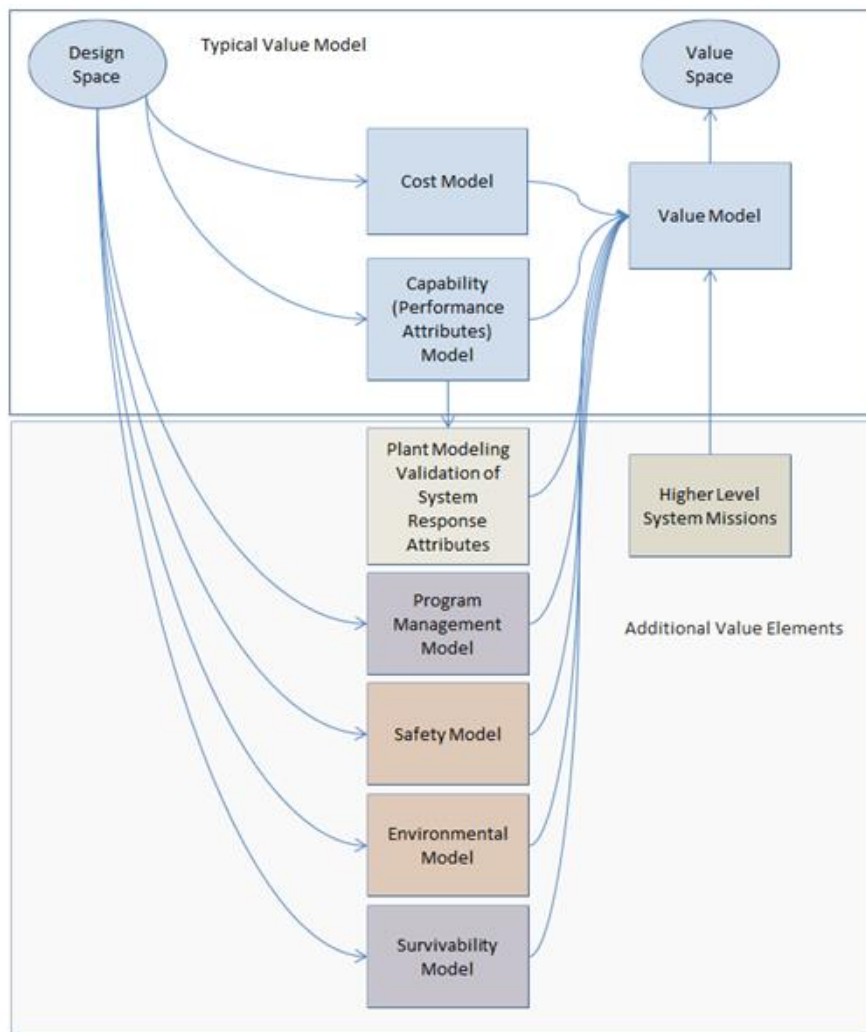 Design
Space
Typical Value Model
Value
Space
Cost Model
Value Model
Capability
(Performance
Attributes)
Model
Plant Modeling
Validation of
System
Response
Attributes
Higher Level
System Missions
Program
Management
Model
Additional Value Elements
Safety Model
Environmental
Model
Survivability
Model